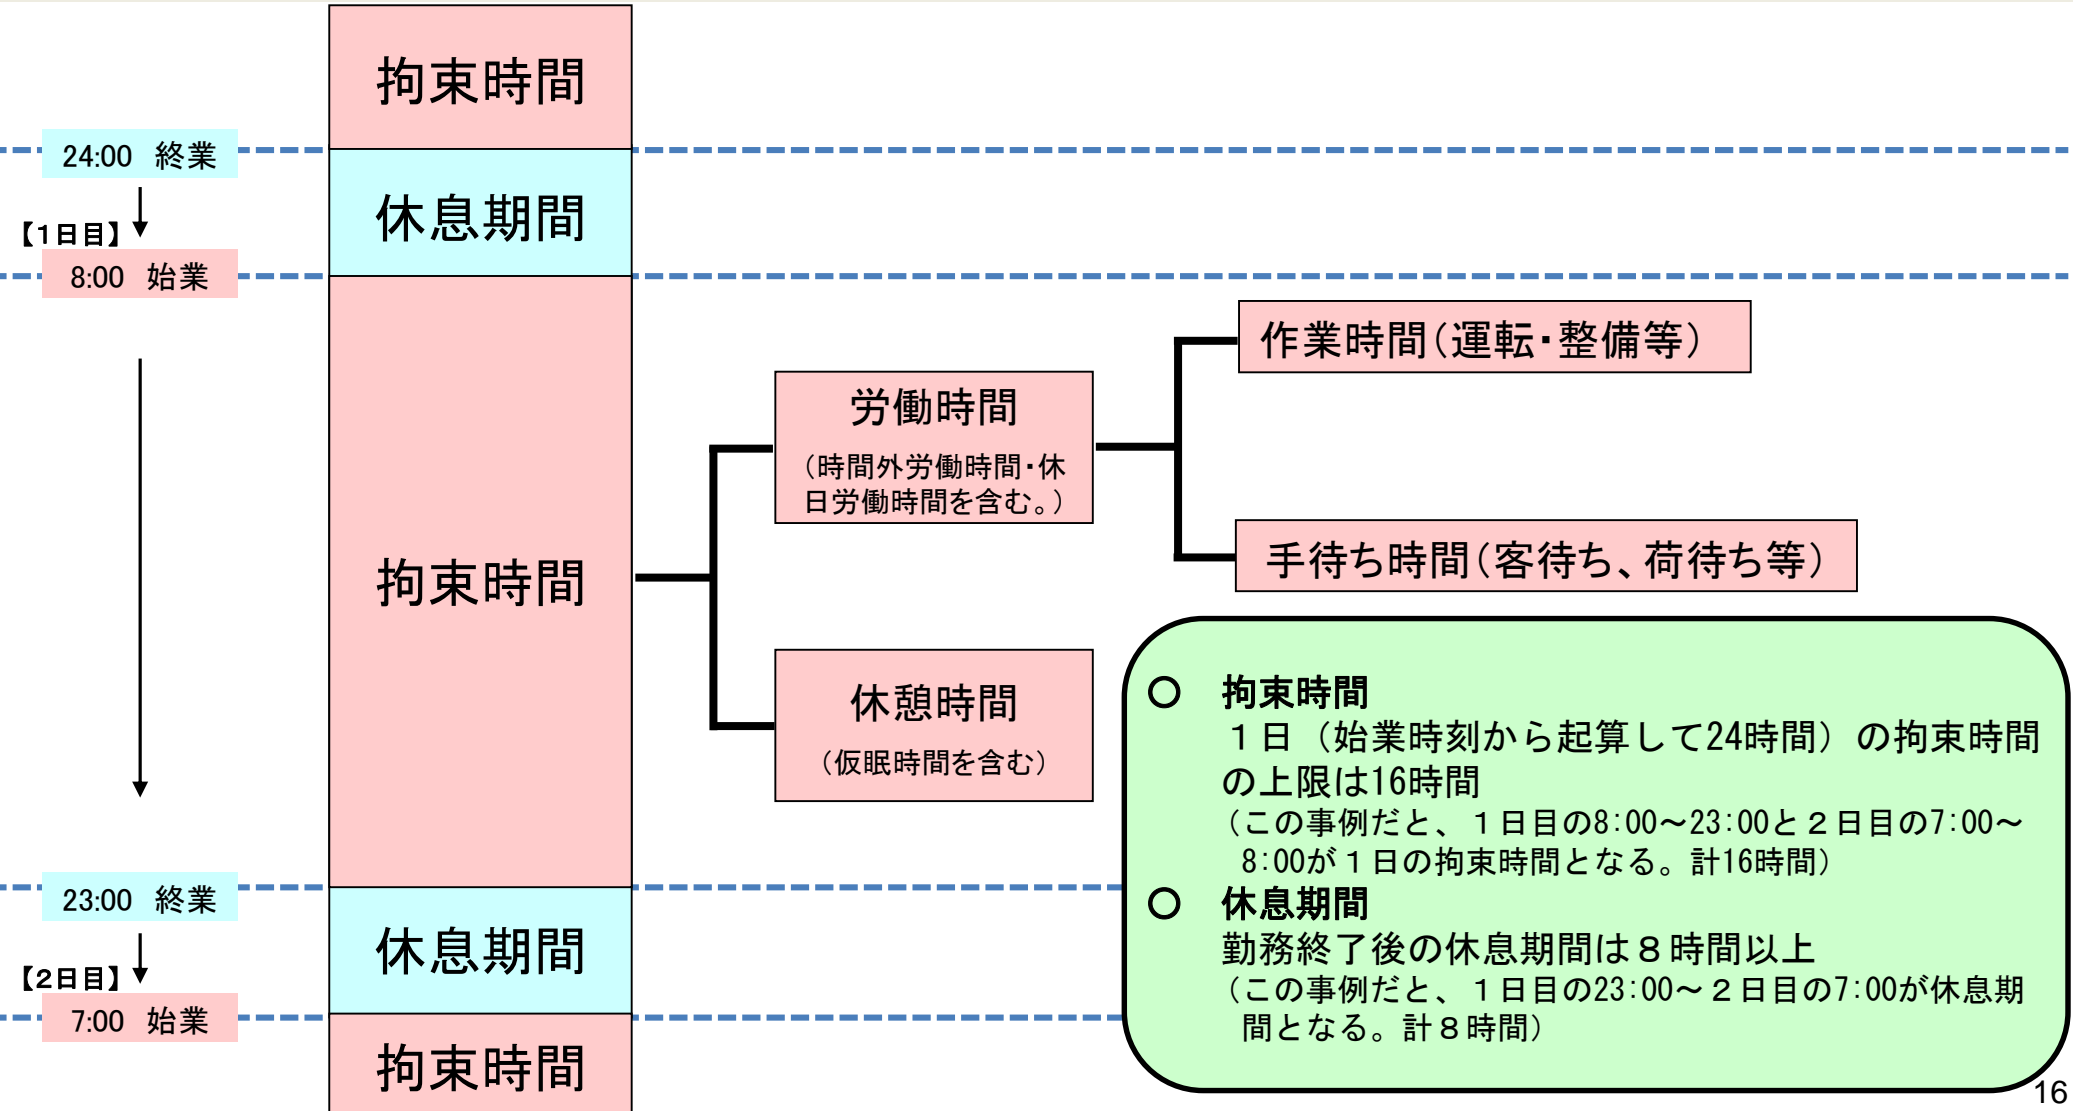 拘束時間
24:00 終業
休息期間
【1日目】
8:00 始業
作業時間（運転・整備等）
労働時間
（時間外労働時間・休
日労働時間を含む。）
手待ち時間（客待ち、荷待ち等）
拘束時間
休憩時間
（仮眠時間を含む）
○ 拘束時間
１日（始業時刻から起算して24時間）の拘束時間
の上限は16時間
（この事例だと、１日目の8:00～23:00と２日目の7:00～
8:00が１日の拘束時間となる。計16時間）
○ 休息期間
勤務終了後の休息期間は８時間以上
（この事例だと、１日目の23:00～２日目の7:00が休息期
間となる。計８時間）
23:00 終業
休息期間
【2日目】
7:00 始業
拘束時間
16